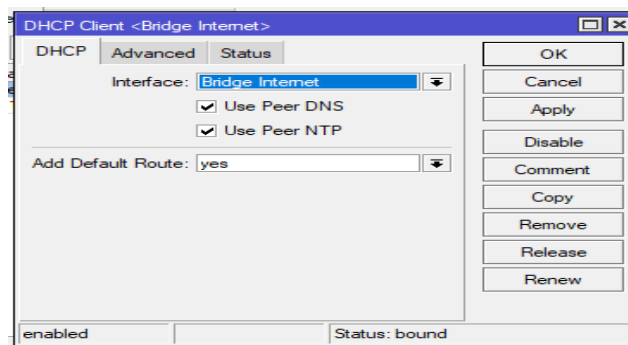 DHCP Client <Bridge Internet>
DHCP Advanced Status
Interface: Bridge Internet
Use Peer DNS
Use Peer NTP
Add Default Route: yes
OK
Cancel
Apply
Disable
Comment
Copy
Remove
Release
Renew
enabled Status: bound